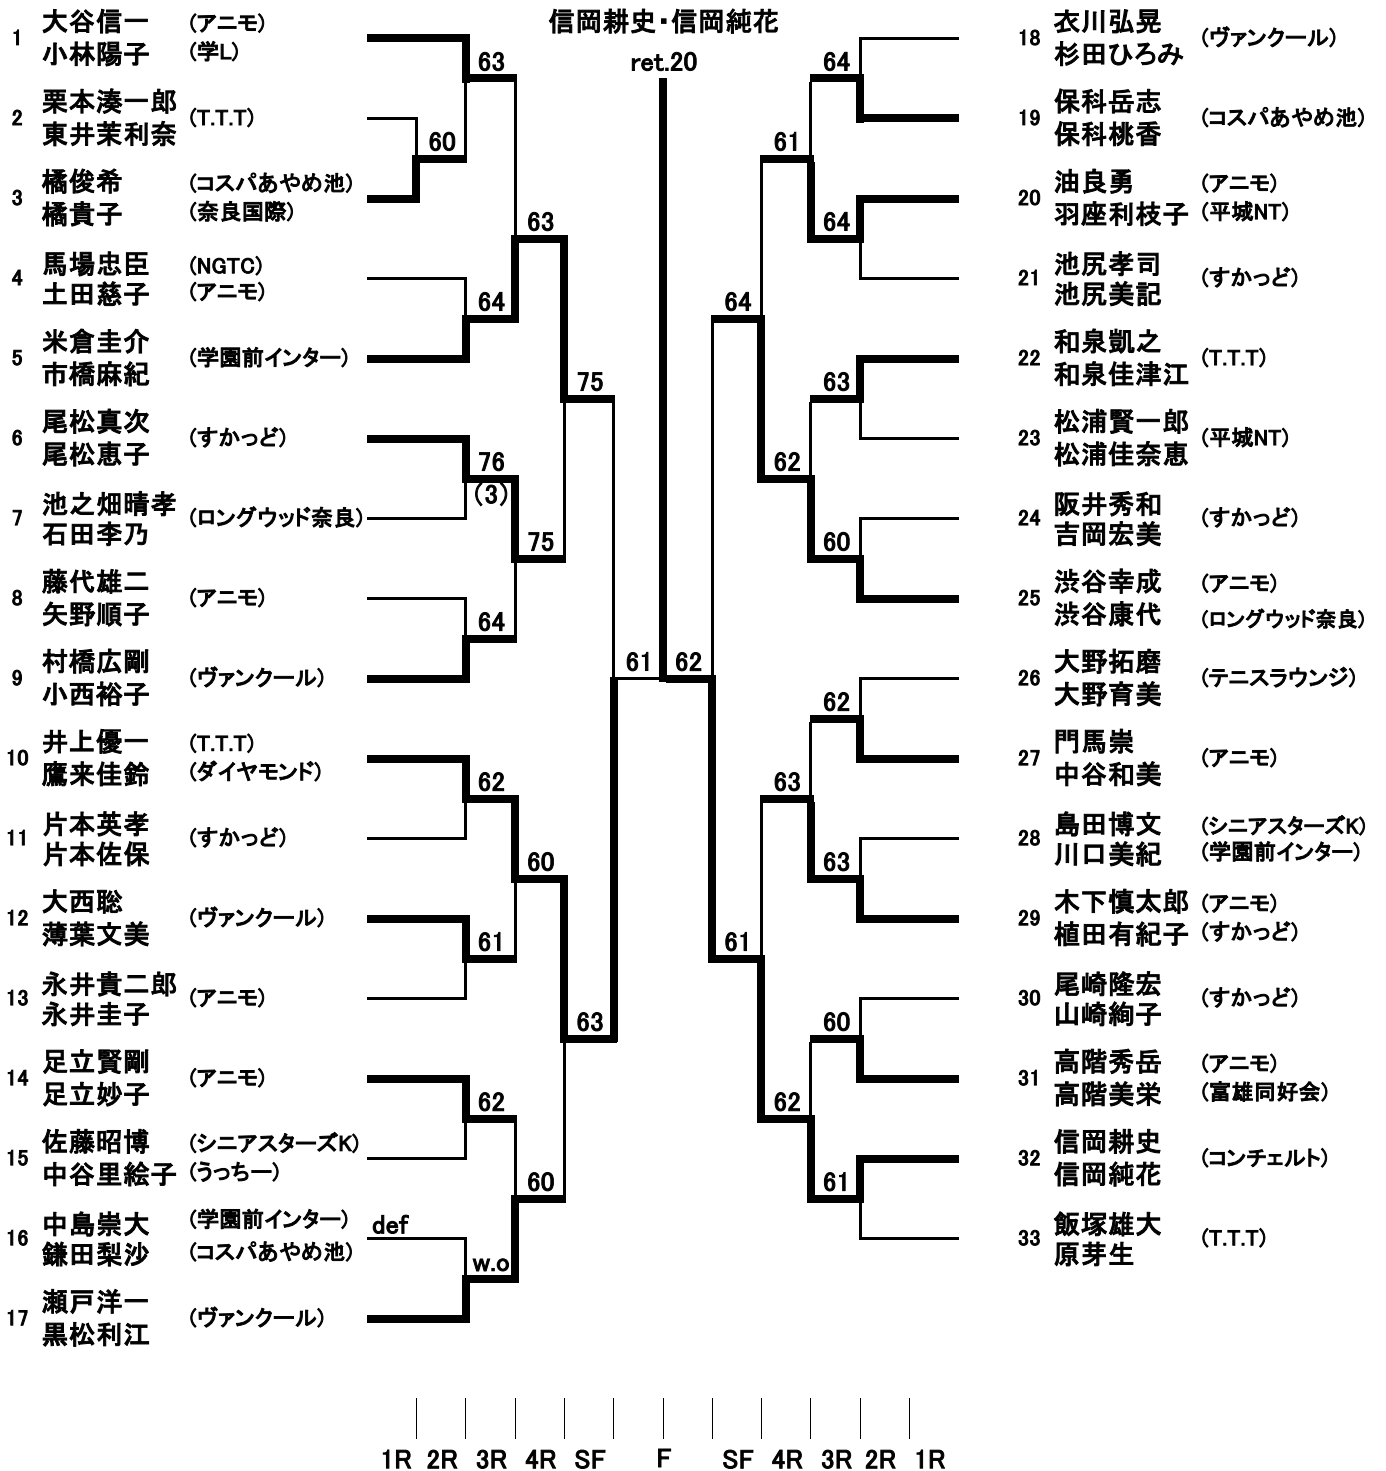 信岡耕史・信岡純花
ret.20
1 大谷信一 (アニモ)
小林陽子 (学L)
2 栗本湊一郎 (T.T.T)
東井茉利奈
3 橘俊希 (コスパあやめ池)
橘貴子 (奈良国際)
4 馬場忠臣 (NGTC)
土田慈子 (アニモ)
5 米倉圭介 (学園前インター)
市橋麻紀
6 尾松真次 (すかっど)
尾松恵子
7 池之畑晴孝 (ロングウッド奈良)
石田李乃
8 藤代雄二 (アニモ)
矢野順子
9 村橋広剛 (ヴァンクール)
小西裕子
10 井上優一 (T.T.T)
鷹来佳鈴 (ダイヤモンド)
11 片本英孝 (すかっど)
片本佐保
12 大西聡 (ヴァンクール)
薄葉文美
13 永井貴二郎 (アニモ)
永井圭子
14 足立賢剛 (アニモ)
足立妙子
15 佐藤昭博 (シニアスターズK)
中谷里絵子 (うっちー)
16 中島崇大 (学園前インター) def
鎌田梨沙 (コスパあやめ池)
17 瀬戸洋一 (ヴァンクール)
黒松利江
63
60
63
64
75
76
(3)
75
64
61
62
60
61
63
62
60
w.o
18 衣川弘晃 (ヴァンクール)
杉田ひろみ
19 保科岳志 (コスパあやめ池)
保科桃香
20 油良勇 (アニモ)
羽座利枝子 (平城NT)
21 池尻孝司 (すかっど)
池尻美記
22 和泉凱之 (T.T.T)
和泉佳津江
23 松浦賢一郎 (平城NT)
松浦佳奈恵
24 阪井秀和 (すかっど)
吉岡宏美
25 渋谷幸成 (アニモ)
渋谷康代 (ロングウッド奈良)
26 大野拓磨 (テニスラウンジ)
大野育美
27 門馬崇 (アニモ)
中谷和美
28 島田博文 (シニアスターズK)
川口美紀 (学園前インター)
29 木下慎太郎 (アニモ)
植田有紀子 (すかっど)
30 尾崎隆宏 (すかっど)
山崎絢子
31 高階秀岳 (アニモ)
高階美栄 (富雄同好会)
32 信岡耕史 (コンチェルト)
信岡純花
33 飯塚雄大 (T.T.T)
原芽生
64
61
64
64
63
62
60
62
62
63
63
61
60
62
61
1R 2R 3R 4R SF F SF 4R 3R 2R 1R